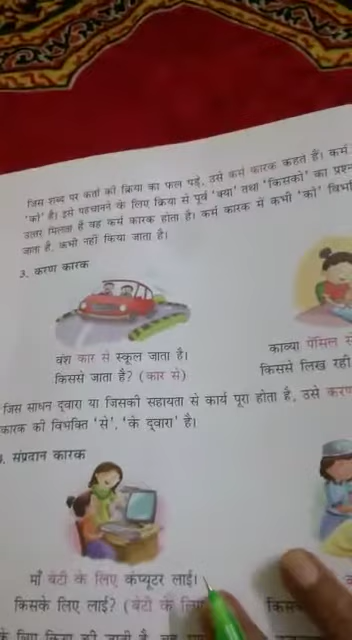 जिस शब्द पर कर्ता की क्रिया का फल पड़े, उसे कर्म कारक कहते हैं। कर्म
'को' है। इसे पहचानने के लिए क्रिया से पूर्व 'क्या' तथा 'किसको' का प्रश्न
उत्तर मिलता है वह कर्म कारक होता है। कर्म कारक में कभी 'को'
जाता है, कभी नहीं किया जाता है।
3. करण कारक
वंश कार से स्कूल जाता है।
किससे जाता है? (कार से)
काव्या पेंसिल
किससे लिख रही
जिस साधन द्वारा या जिसकी सहायता से कार्य पूरा होता है, उसे करण
कारक की विभक्ति 'से', 'के द्वारा' है।
संप्रदान कारक
माँ बेटी के लिए कंप्यूटर लाई।
किसके लिए लाई? (बेटी के लिए